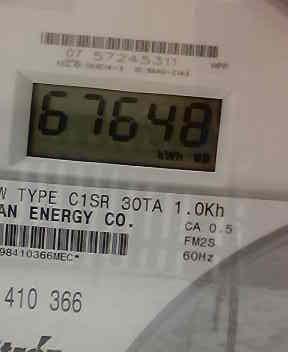 07 57245311
67648
kWh
TYPE C1SR 30TA 1.0Kh
AN ENERGY CO. CA 0.5
FM2S
98410366MEC* 60Hz
410 366